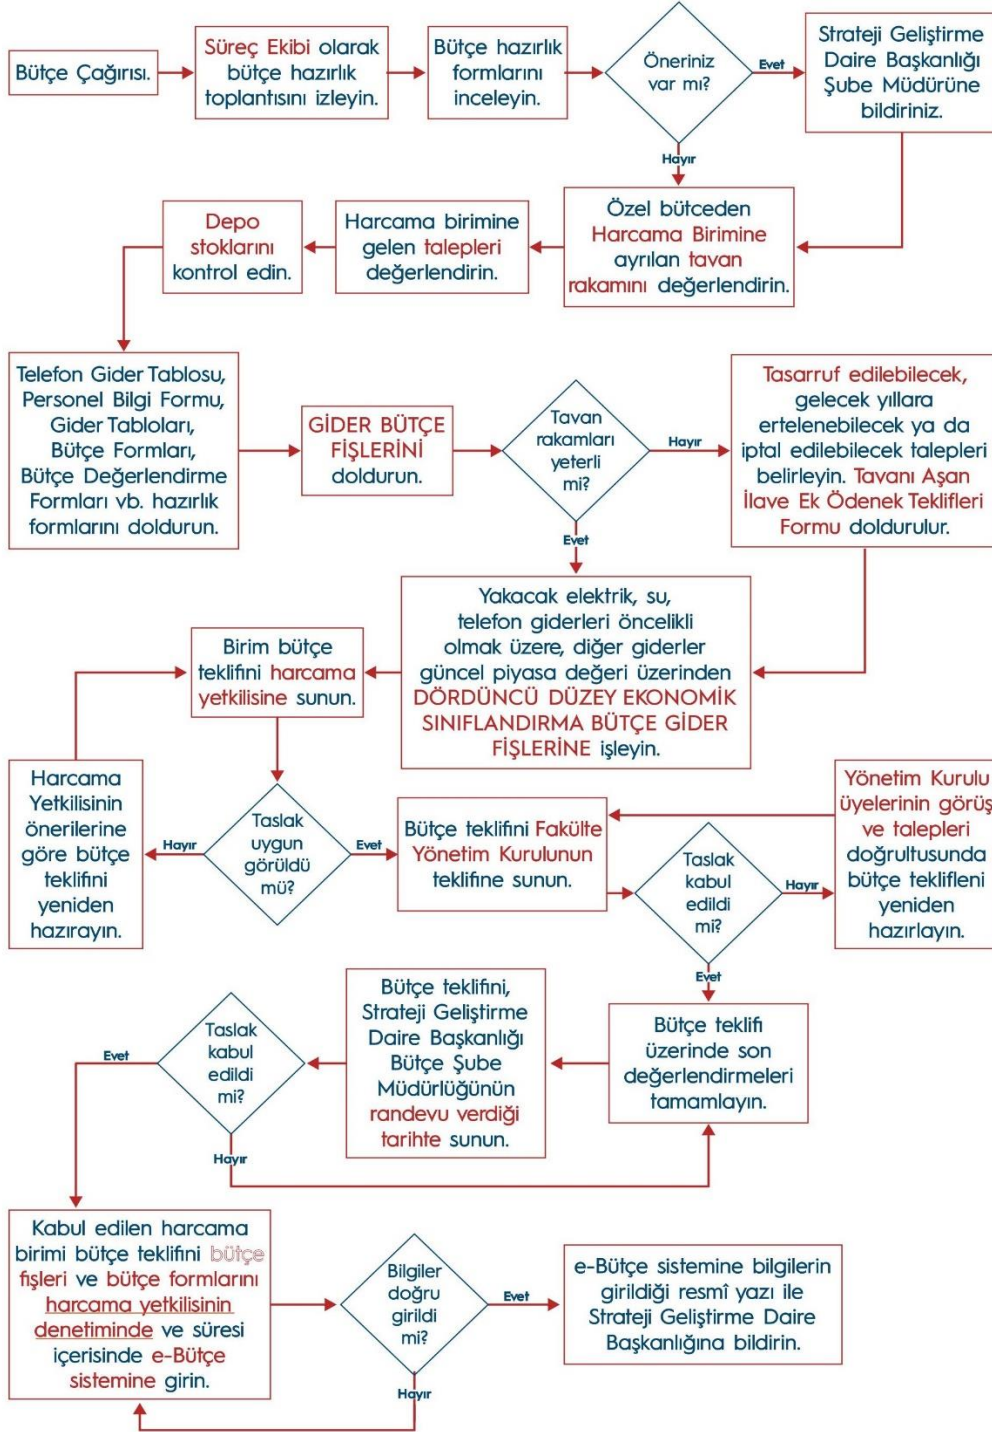 Bütçe Çağırısı.
Süreç Ekibi olarak
bütçe hazırlık
toplantısını izleyin.
Bütçe hazırlık
formlarını
inceleyin.
Öneriniz
var mı?
Evet
Strateji Geliştirme
Daire Başkanlığı
Şube Müdürüne
bildiriniz.
Hayır
Özel bütceden
Harcama Birimine
ayrılan tavan
rakamını değerlendirin.
Harcama birimine
gelen talepleri
değerlendirin.
Depo
stoklarını
kontrol edin.
Telefon Gider Tablosu,
Personel Bilgi Formu,
Gider Tabloları,
Bütçe Formları,
Bütçe Değerlendirme
Formları vb. hazırlık
formlarını doldurun.
GİDER BÜTÇE
FİŞLERİNİ
doldurun.
Tavan
rakamları
yeterli
mi?
Hayır
Tasarruf edilebilecek,
gelecek yıllara
ertelenebilecek ya da
iptal edilebilecek talepleri
belirleyin. Tavanı Aşan
İlave Ek Ödenek Teklifleri
Formu doldurulur.
Evet
Yakacak elektrik, su,
telefon giderleri öncelikli
olmak üzere, diğer giderler
güncel piyasa değeri üzerinden
DÖRDÜNCÜ DÜZEY EKONOMİK
SINIFLANDIRMA BÜTÇE GİDER
FİŞLERİNE işleyin.
Birim bütçe
teklifini harcama
yetkilisine sunun.
Harcama
Yetkilisinin
önerilerine
göre bütçe
teklifini
yeniden
hazırayın.
Hayır
Taslak
uygun
görüldü
mü?
Evet
Bütçe teklifini Fakülte
Yönetim Kurulunun
teklifine sunun.
Taslak
kabul
edildi
mi?
Hayır
Yönetim Kurulu
üyelerinin görüş
ve talepleri
doğrultusunda
bütçe teklifleni
yeniden
hazırlayın.
Evet
Bütçe teklifi
üzerinde son
değerlendirmeleri
tamamlayın.
Bütçe teklifini,
Strateji Geliştirme
Daire Başkanlığı
Bütçe Şube
Müdürlüğünün
randevu verdiği
tarihte sunun.
Taslak
kabul
edildi
mi?
Evet
Hayır
Kabul edilen harcama
birimi bütçe teklifini bütçe
fişleri ve bütçe formlarını
harcama yetkilisinin
denetiminde ve süresi
içerisinde e-Bütçe
sistemine girin.
Bilgiler
doğru
girildi
mi?
Evet
e-Bütçe sistemine bilgilerin
girildiği resmî yazı ile
Strateji Geliştirme Daire
Başkanlığına bildirin.
Hayır